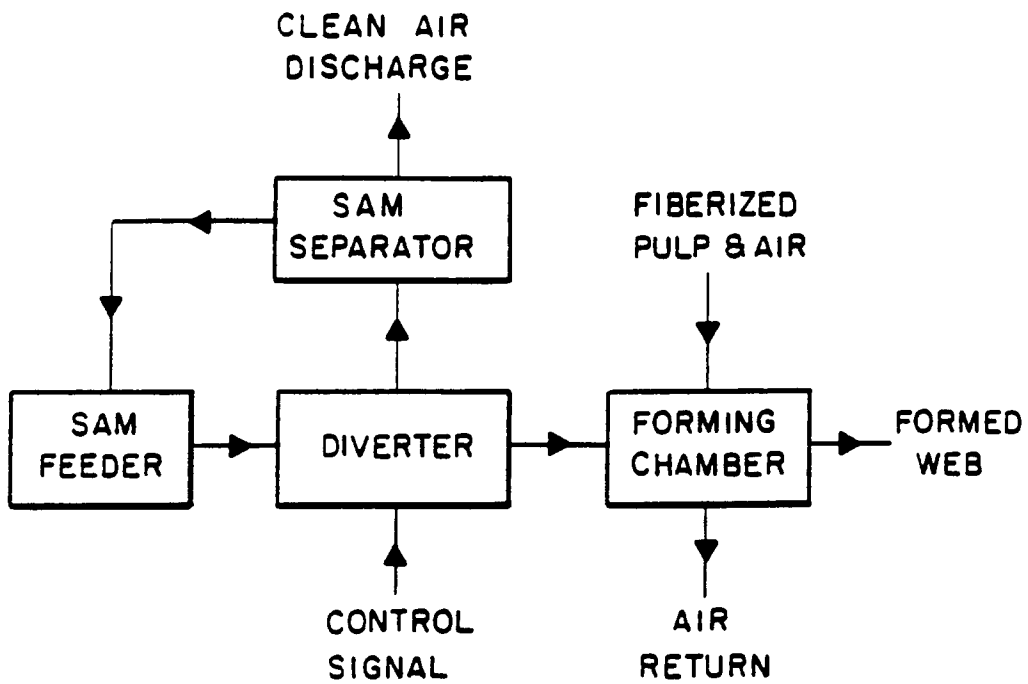 CLEAN AIR
DISCHARGE
SAM
SEPARATOR
FIBERIZED
PULP & AIR
SAM
FEEDER
DIVERTER
FORMING
CHAMBER
FORMED
WEB
CONTROL
SIGNAL
AIR
RETURN